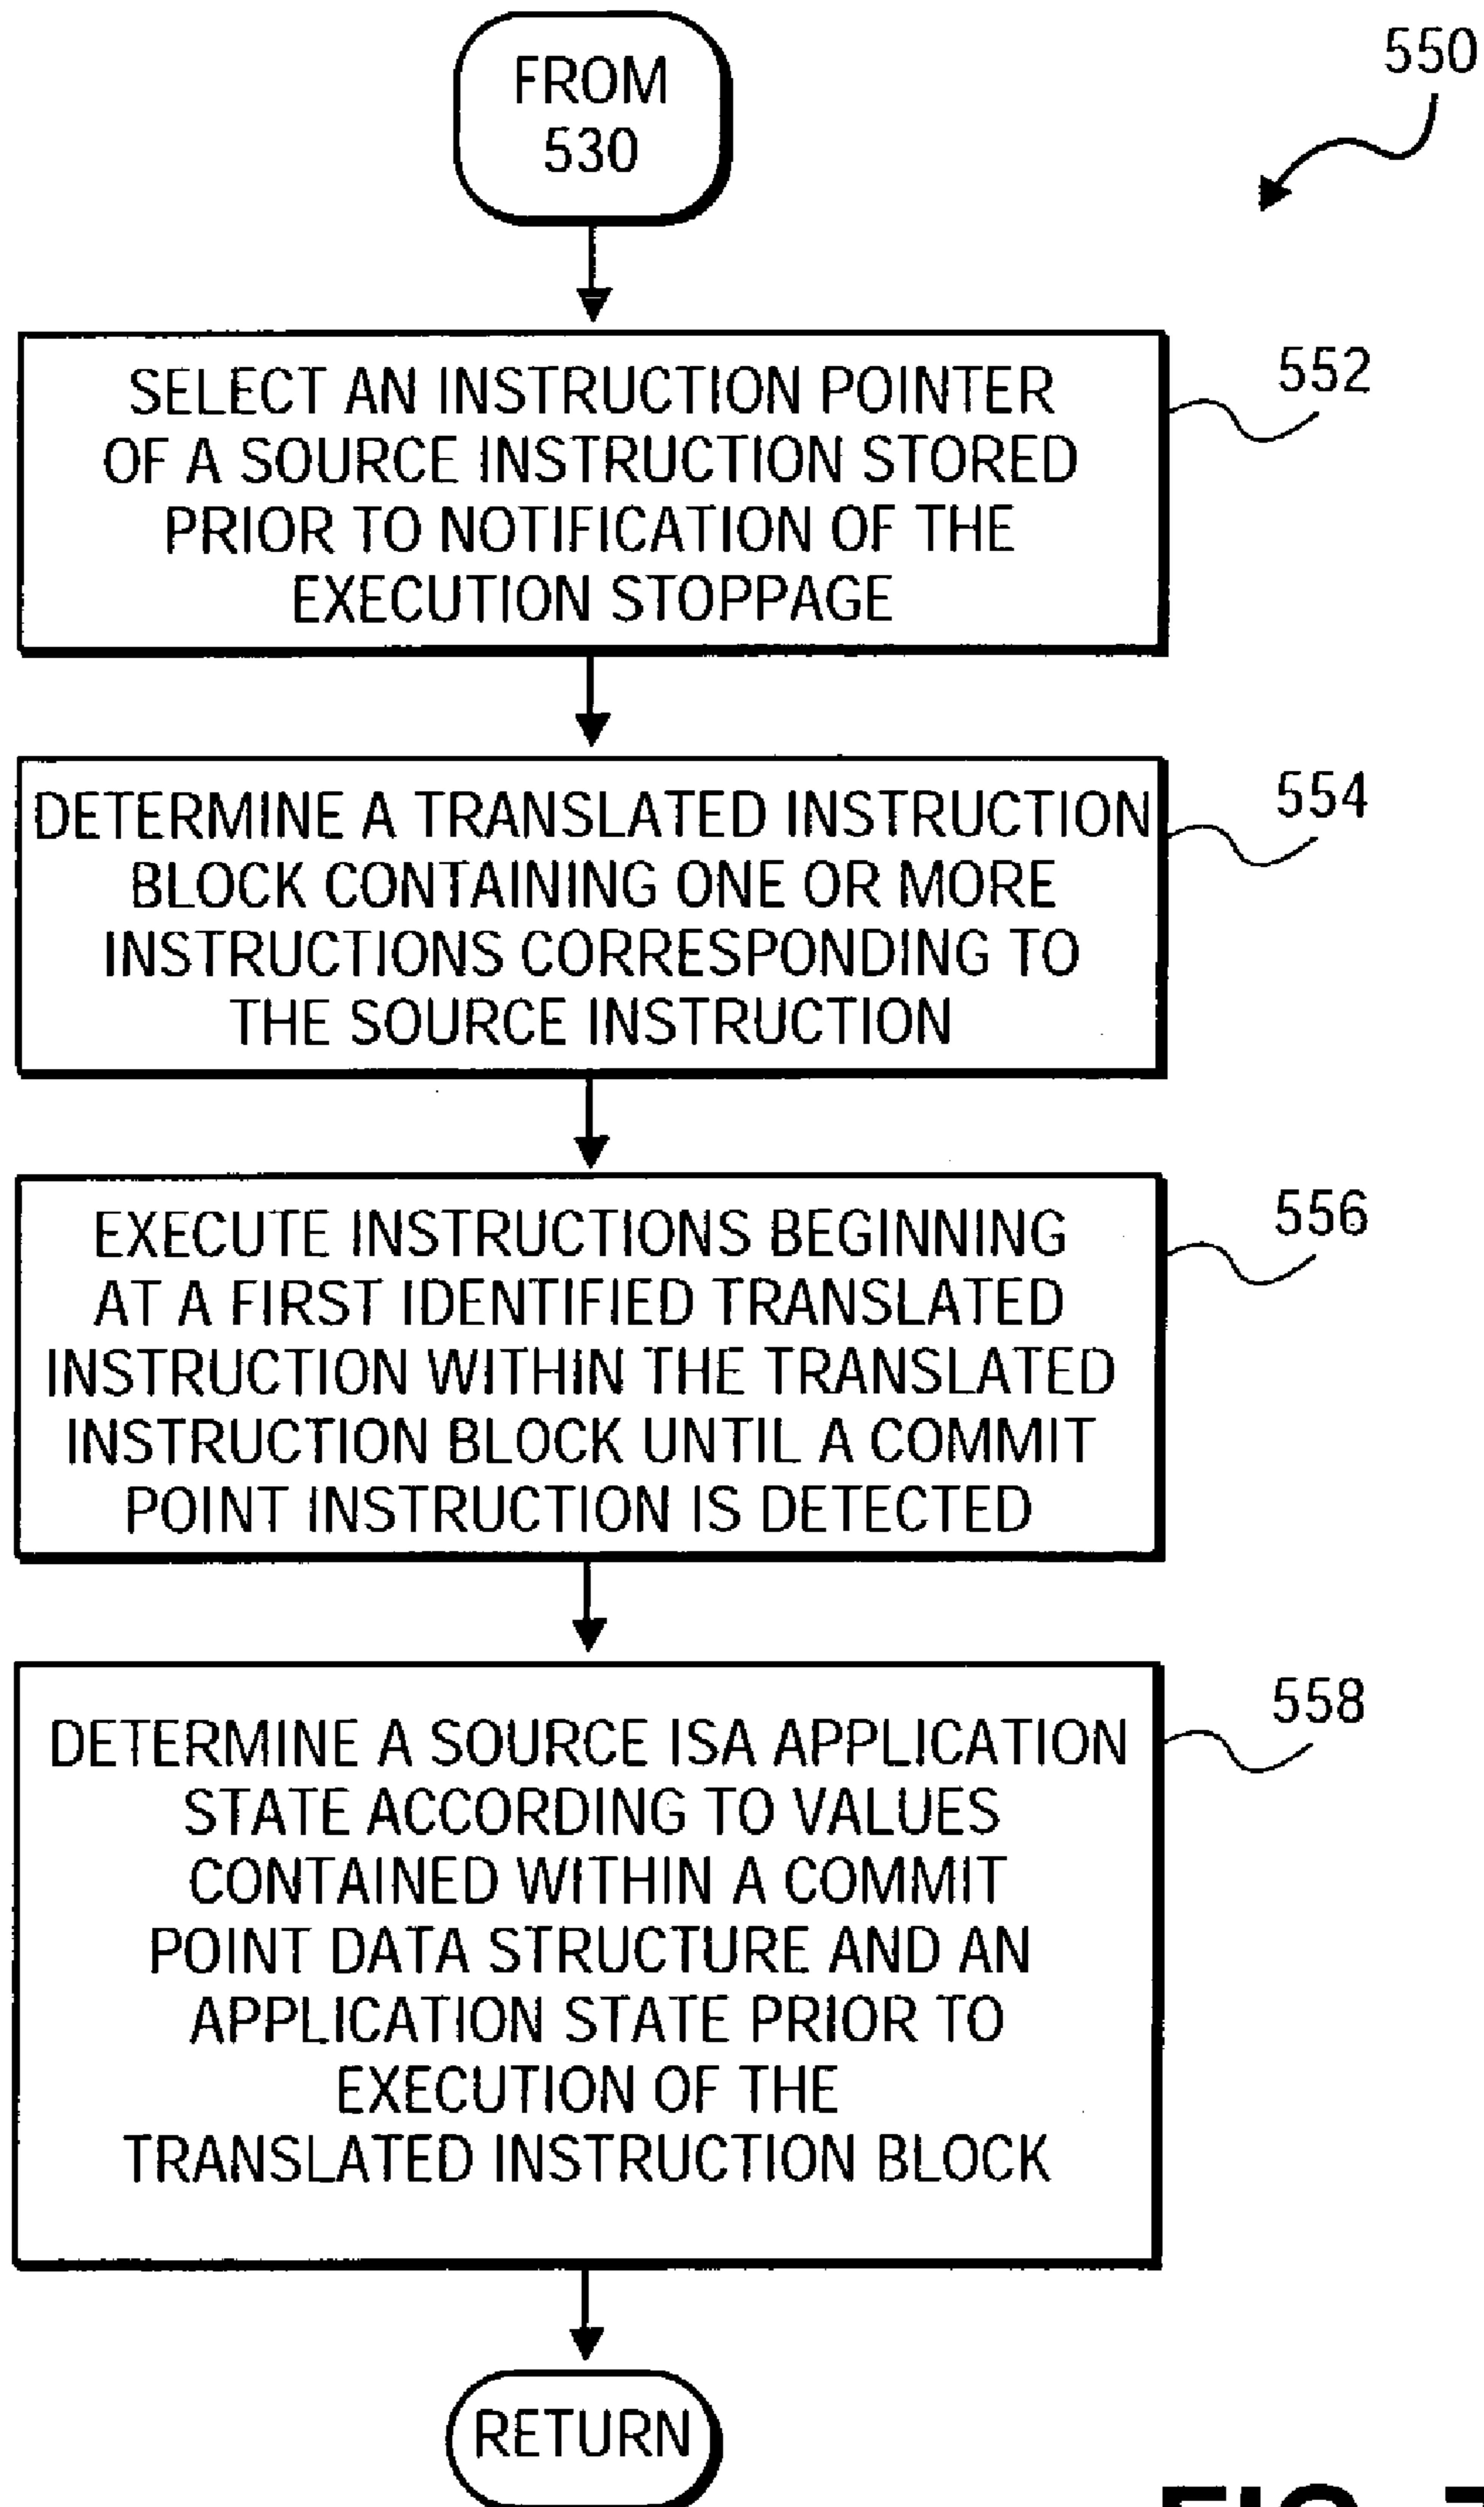 FROM
530
550
SELECT AN INSTRUCTION POINTER
OF A SOURCE INSTRUCTION STORED
PRIOR TO NOTIFICATION OF THE
EXECUTION STOPPAGE
552
DETERMINE A TRANSLATED INSTRUCTION
BLOCK CONTAINING ONE OR MORE
INSTRUCTIONS CORRESPONDING TO
THE SOURCE INSTRUCTION
554
EXECUTE INSTRUCTIONS BEGINNING
AT A FIRST IDENTIFIED TRANSLATED
INSTRUCTION WITHIN THE TRANSLATED
INSTRUCTION BLOCK UNTIL A COMMIT
POINT INSTRUCTION IS DETECTED
556
DETERMINE A SOURCE ISA APPLICATION
STATE ACCORDING TO VALUES
CONTAINED WITHIN A COMMIT
POINT DATA STRUCTURE AND AN
APPLICATION STATE PRIOR TO
EXECUTION OF THE
TRANSLATED INSTRUCTION BLOCK
558
RETURN